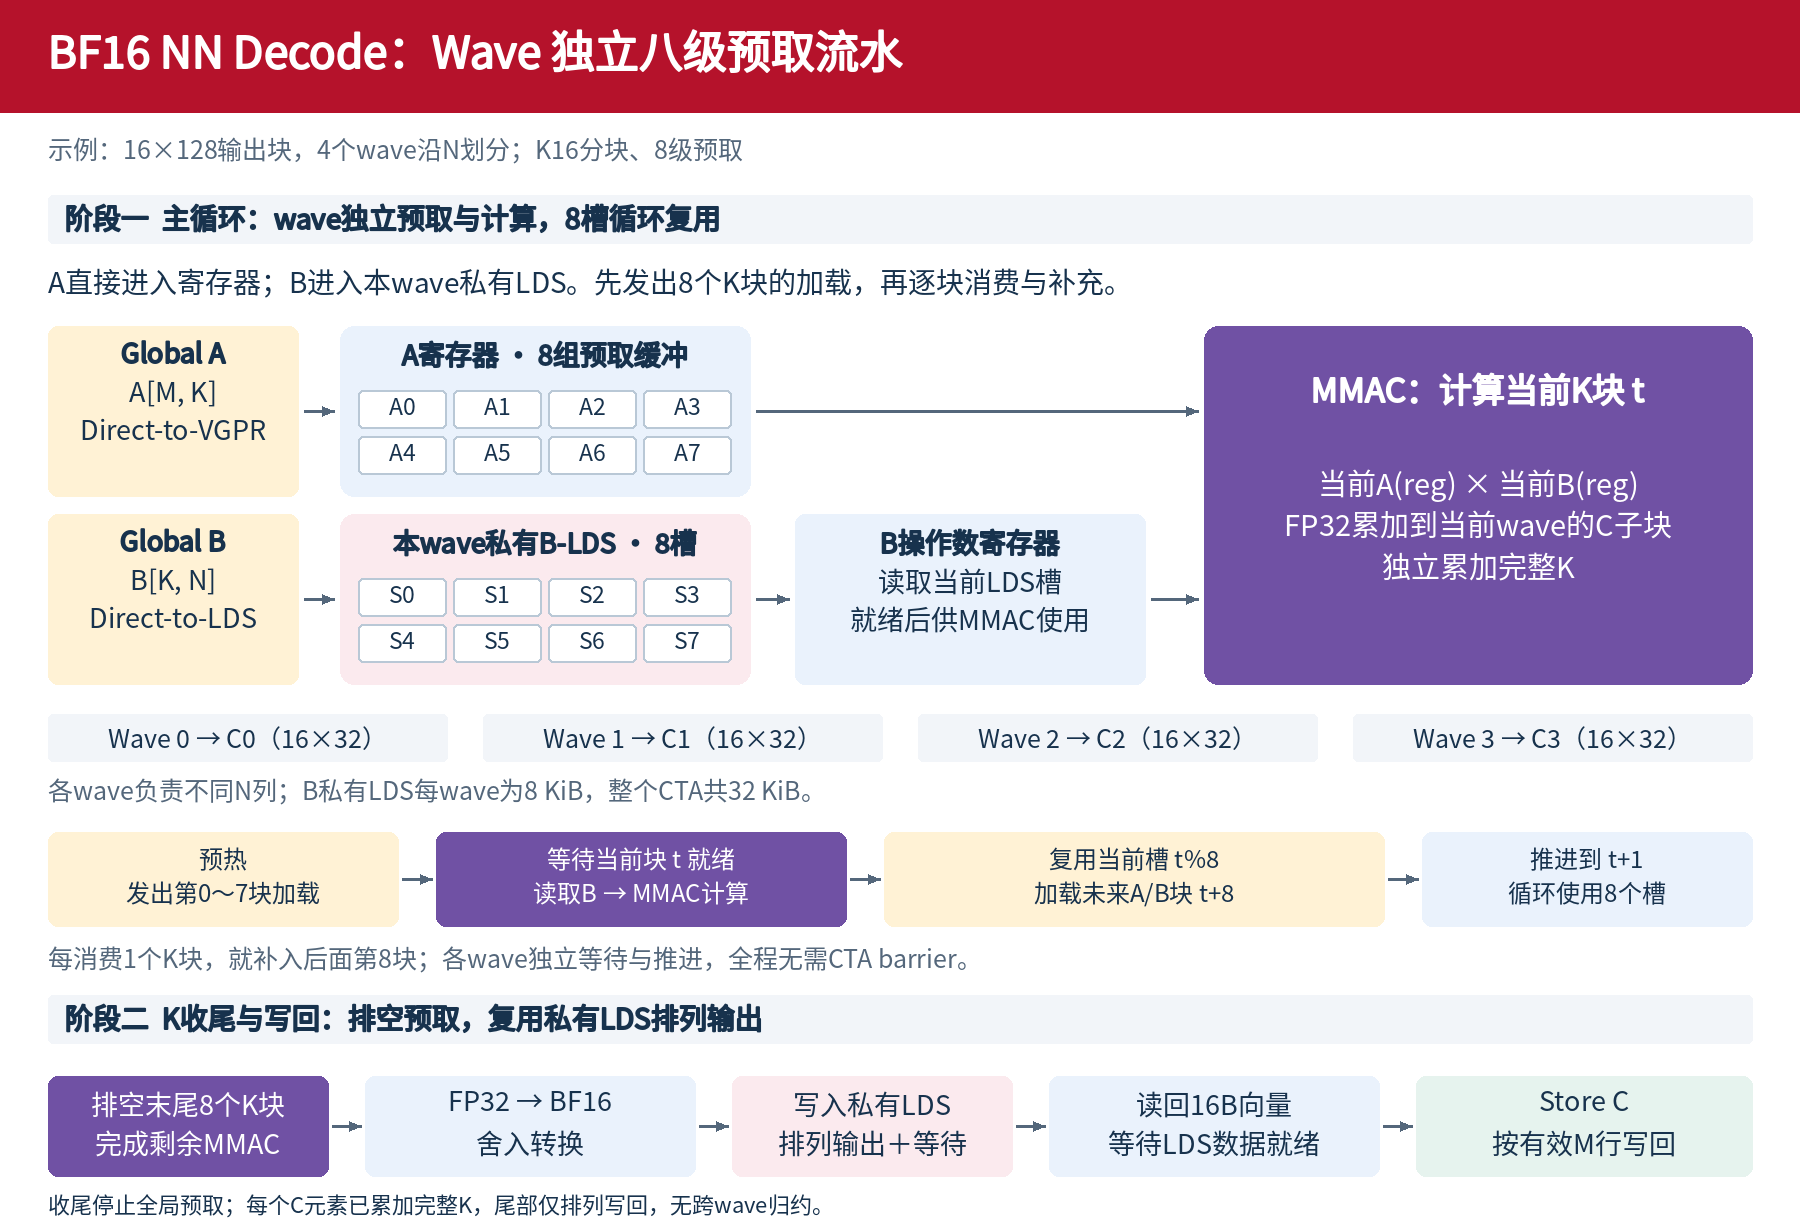 BF16 NN Decode：Wave 独立八级预取流水
示例：16×128输出块，4个wave沿N划分；K16分块、8级预取
阶段一 主循环：wave独立预取与计算，8槽循环复用
A直接进入寄存器；B进入本wave私有LDS。先发出8个K块的加载，再逐块消费与补充。
Global A
A[M, K]
Direct-to-VGPR
A寄存器 · 8组预取缓冲
A0 A1 A2 A3
A4 A5 A6 A7
Global B
B[K, N]
Direct-to-LDS
本wave私有B-LDS · 8槽
S0 S1 S2 S3
S4 S5 S6 S7
B操作数寄存器
读取当前LDS槽
就绪后供MMAC使用
MMAC：计算当前K块 t
当前A(reg) × 当前B(reg)
FP32累加到当前wave的C子块
独立累加完整K
Wave 0 → C0（16×32）
Wave 1 → C1（16×32）
Wave 2 → C2（16×32）
Wave 3 → C3（16×32）
各wave负责不同N列；B私有LDS每wave为8 KiB，整个CTA共32 KiB。
预热
发出第0～7块加载
等待当前块 t 就绪
读取B → MMAC计算
复用当前槽 t%8
加载未来A/B块 t+8
推进到 t+1
循环使用8个槽
每消费1个K块，就补入后面第8块；各wave独立等待与推进，全程无需CTA barrier。
阶段二 K收尾与写回：排空预取，复用私有LDS排列输出
排空末尾8个K块
完成剩余MMAC
FP32 → BF16
舍入转换
写入私有LDS
排列输出＋等待
读回16B向量
等待LDS数据就绪
Store C
按有效M行写回
收尾停止全局预取；每个C元素已累加完整K，尾部仅排列写回，无跨wave归约。